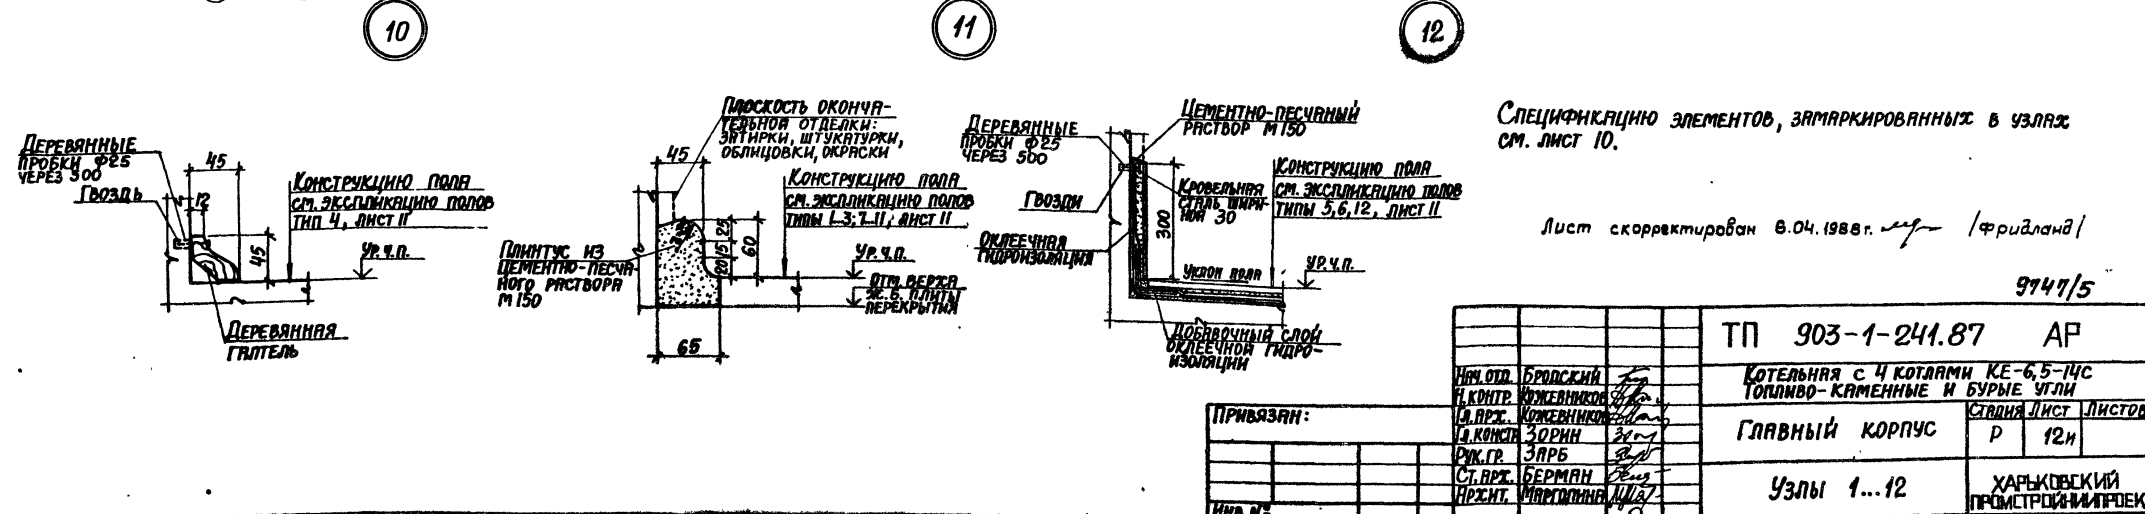 10
11
12
Деревянные
пробки ф25
через 500
Гвоздь
45
12
45
Конструкцию пола
см. экспликацию полов
тип 4, лист 11
Ур.ч.п.
Деревянная
галтель
Плоскость оконча-
тельной отделки:
затирки, штукатурки,
облицовки, окраски
45
Конструкцию пола
см. экспликацию полов
типы 1-3; 7-11; лист 11
Плинтус из
цементно-песча-
ного раствора
М150
25
15
20
60
Ур.ч.п.
Отм. верха
ж.б. плиты
перекрытия
65
Цементно-песчаный
раствор М150
Деревянные
пробки ф25
через 500
Гвозди
Кровельная
сталь шири-
ной 30
Конструкцию пола
см. экспликацию полов
типы 5,6,12, лист 11
300
Оклеечная
гидроизоляция
Уклон пола
Ур.ч.п.
Добавочный слой
оклеечной гидро-
изоляции
Спецификацию элементов, замаркированных в узлах
см. лист 10.
Лист скорректирован 6.04.1988г. /Фридланд/
9747/5
ТП 903-1-241.87 АР
Котельная с 4 котлами КЕ-6,5-14С
Топливо-каменные и бурые угли
Главный корпус
Стадия Лист Листов
Р 12и
Узлы 1...12
Харьковский
Промстройниипроек
Нач. отд. Бродский
Н. контр. Кожевников
Гл. арх. Кожевников
Гл. констр Зорин
Рук. гр. Зарб
Ст. арх. Берман
Архит. Марголина
Привязан:
Инв. №